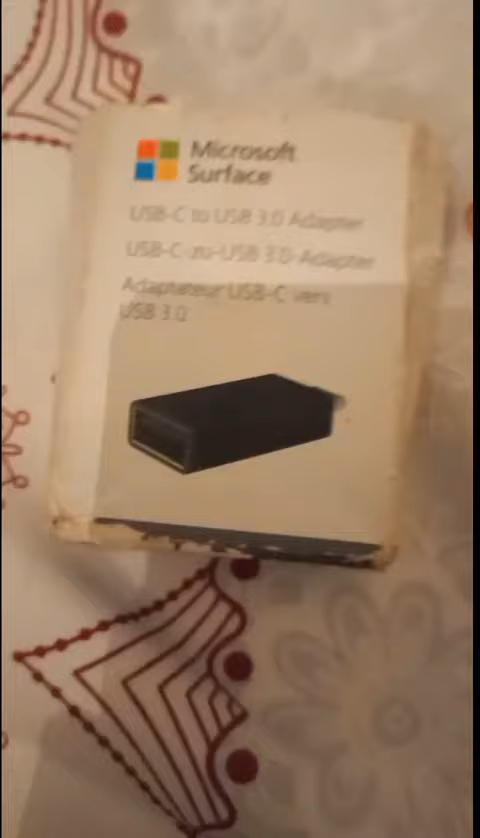 Microsoft
Surface
USB-C to USB 3.0 Adapter
USB-C-zu-USB 3.0-Adapter
Adaptateur USB-C vers
USB 3.0